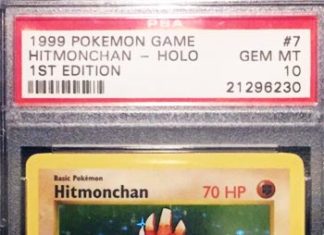 PSA
1999 POKEMON GAME #7
HITMONCHAN - HOLO GEM MT
1ST EDITION 10
21296230
Basic Pokémon
Hitmonchan 70 HP